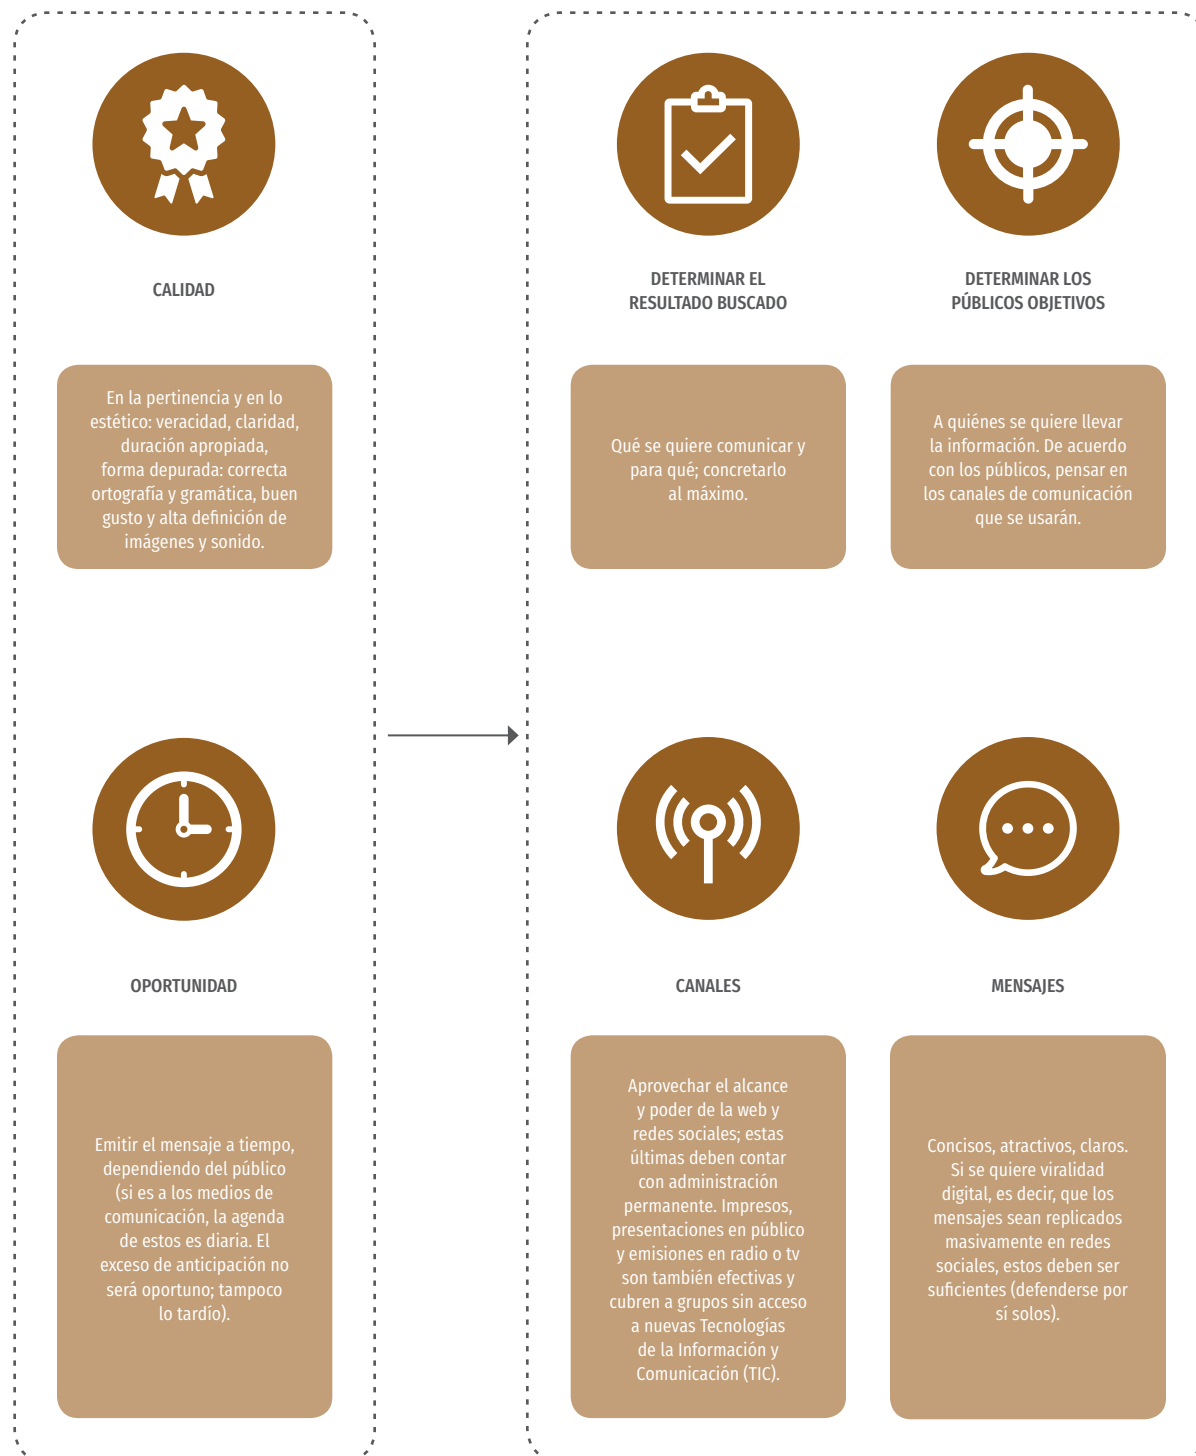 CALIDAD
En la pertinencia y en lo
estético: veracidad, claridad,
duración apropiada,
forma depurada: correcta
ortografía y gramática, buen
gusto y alta definición de
imágenes y sonido.
OPORTUNIDAD
Emitir el mensaje a tiempo,
dependiendo del público
(si es a los medios de
comunicación, la agenda
de estos es diaria. El
exceso de anticipación no
será oportuno; tampoco
lo tardío).
DETERMINAR EL
RESULTADO BUSCADO
Qué se quiere comunicar y
para qué; concretarlo
al máximo.
DETERMINAR LOS
PÚBLICOS OBJETIVOS
A quiénes se quiere llevar
la información. De acuerdo
con los públicos, pensar en
los canales de comunicación
que se usarán.
CANALES
Aprovechar el alcance
y poder de la web y
redes sociales; estas
últimas deben contar
con administración
permanente. Impresos,
presentaciones en público
y emisiones en radio o tv
son también efectivas y
cubren a grupos sin acceso
a nuevas Tecnologías
de la Información y
Comunicación (TIC).
MENSAJES
Concisos, atractivos, claros.
Si se quiere viralidad
digital, es decir, que los
mensajes sean replicados
masivamente en redes
sociales, estos deben ser
suficientes (defenderse por
sí solos).